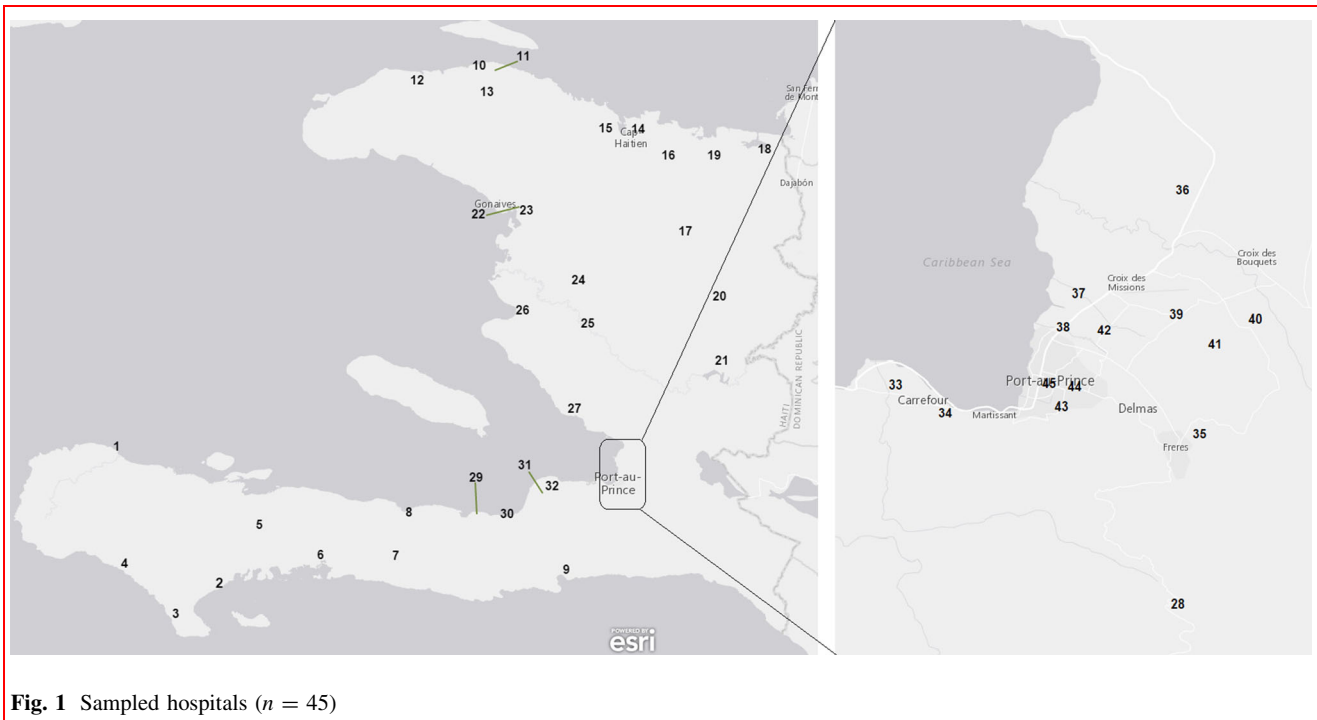 11
10
12
13
San Fern
de Mont
15
14
Cap-
Haitien
16
19
18
Dajabón
Gonaives
22
23
17
24
20
26
25
21
HAITI
DOMINICAN REPUBLIC
27
1
31
29
32
Port-au-
Prince
8
30
5
6
7
9
4
2
3
POWERED BY
esri
36
Caribbean Sea
Croix des
Bouquets
Croix des
Missions
37
39
40
38
42
41
Port-au-Prince
45
44
33
Carrefour
34
Martissant
43
Delmas
35
Freres
28
Fig. 1 Sampled hospitals (n = 45)